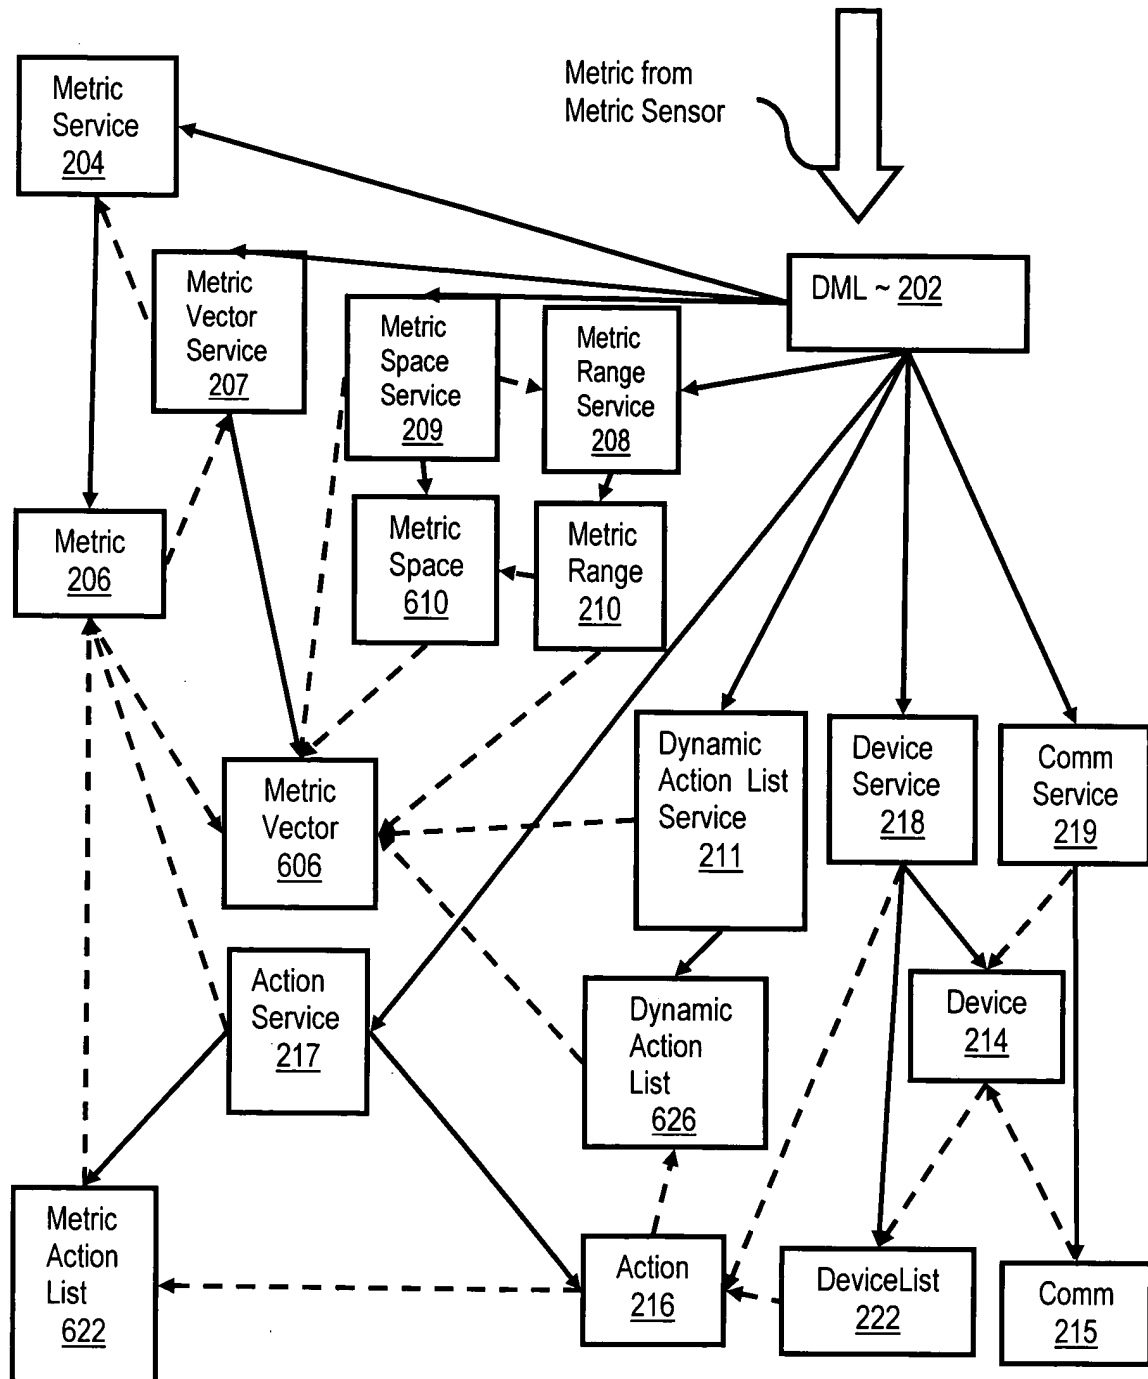 Metric from
Metric Sensor
Metric
Service
204
DML ~ 202
Metric
Vector
Service
207
Metric
Space
Service
209
Metric
Range
Service
208
Metric
206
Metric
Space
610
Metric
Range
210
Metric
Vector
606
Dynamic
Action List
Service
211
Device
Service
218
Comm
Service
219
Action
Service
217
Dynamic
Action
List
626
Device
214
Metric
Action
List
622
Action
216
DeviceList
222
Comm
215